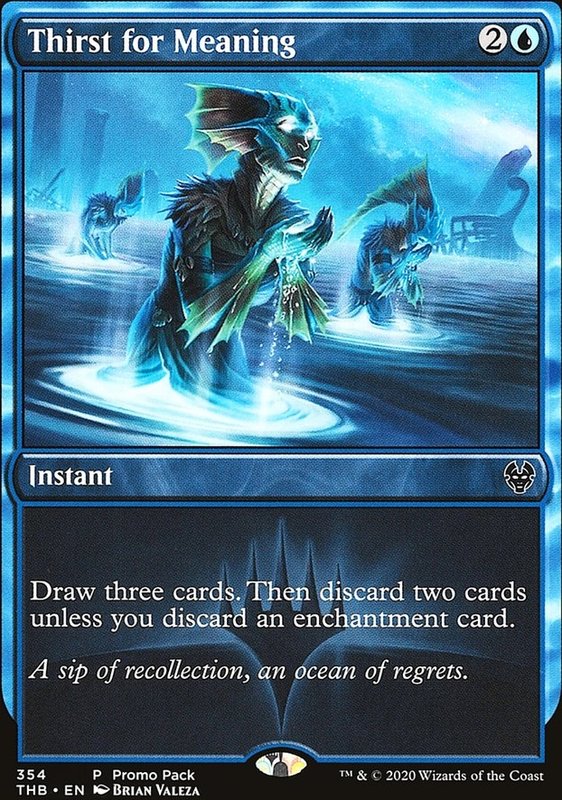 Thirst for Meaning 2
Instant
Draw three cards. Then discard two cards
unless you discard an enchantment card.
A sip of recollection, an ocean of regrets.
354 P Promo Pack
THB • EN Brian Valeza ™ & © 2020 Wizards of the Coast